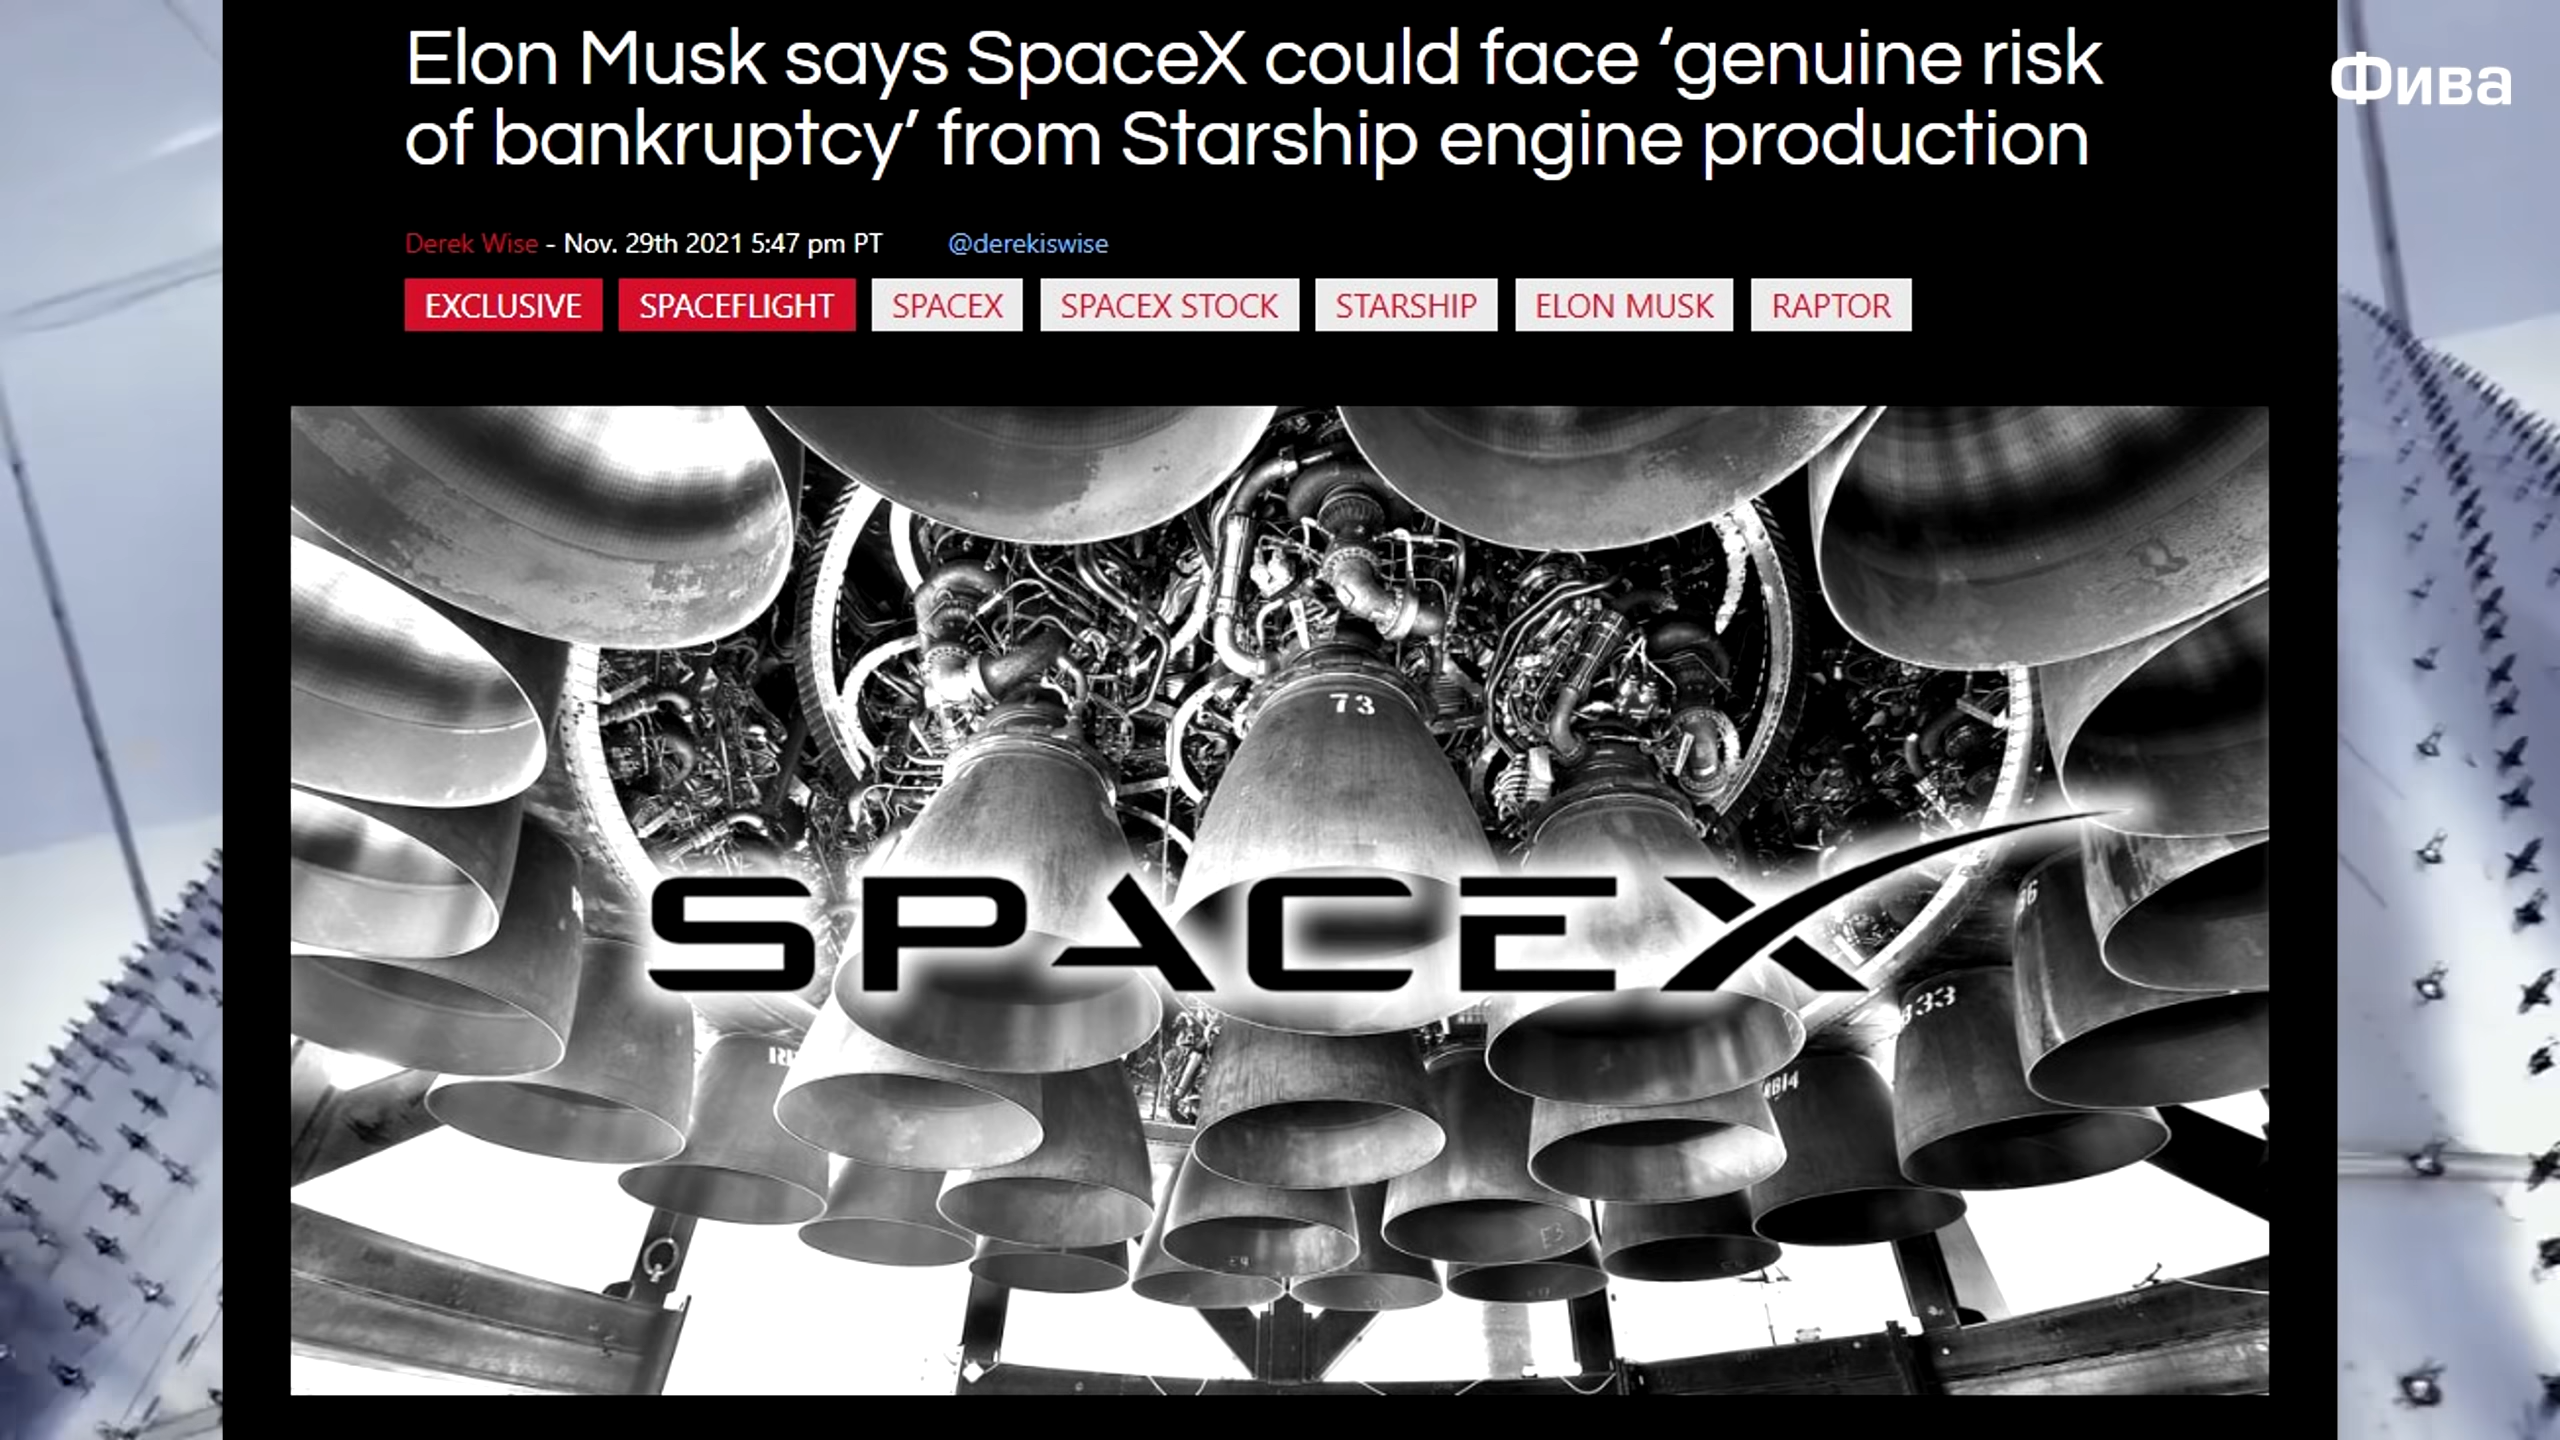 Elon Musk says SpaceX could face ‘genuine risk
of bankruptcy’ from Starship engine production
Фива
Derek Wise - Nov. 29th 2021 5:47 pm PT @derekiswise
EXCLUSIVE SPACEFLIGHT SPACEX SPACEX STOCK STARSHIP ELON MUSK RAPTOR
73
SPACEX
33